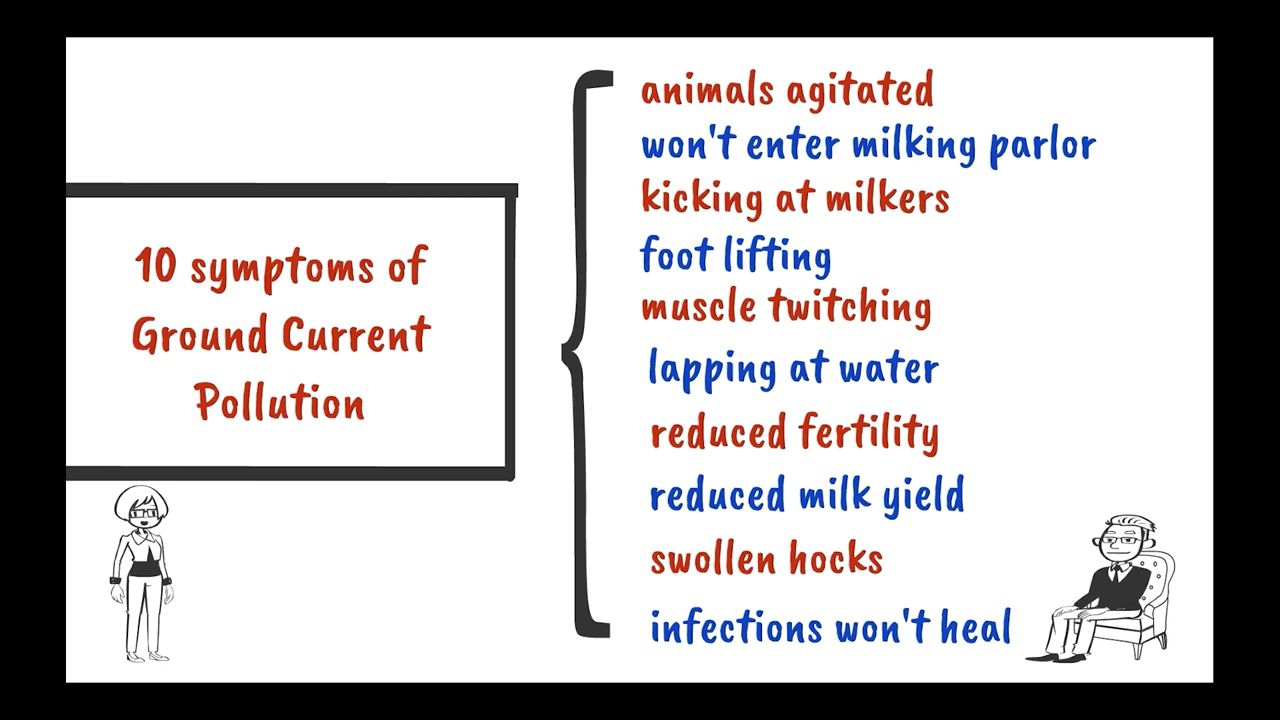 10 symptoms of
Ground Current
Pollution
animals agitated
won't enter milking parlor
kicking at milkers
foot lifting
muscle twitching
lapping at water
reduced fertility
reduced milk yield
swollen hocks
infections won't heal